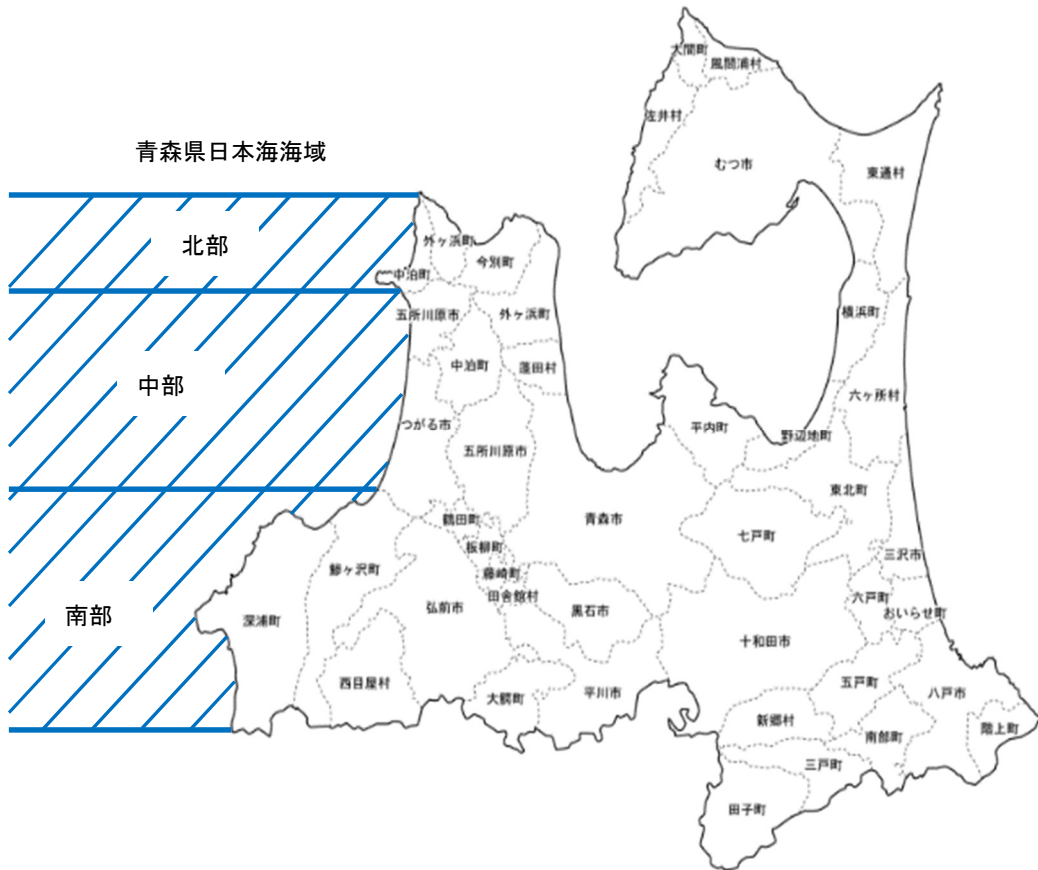 大間町
風間浦村
佐井村
むつ市
東通村
青森県日本海海域
北部
外ヶ浜町
今別町
中泊町
五所川原市
外ヶ浜町
横浜町
中部
中泊町
蓬田村
六ヶ所村
つがる市
平内町
野辺地町
五所川原市
東北町
青森市
鶴田町
七戸町
板柳町
三沢市
鰺ヶ沢町
藤崎町
田舎館村
六戸町
弘前市
黒石市
おいらせ町
南部
深浦町
十和田市
五戸町
西目屋村
平川市
八戸市
大鰐町
新郷村
南部町
階上町
三戸町
田子町